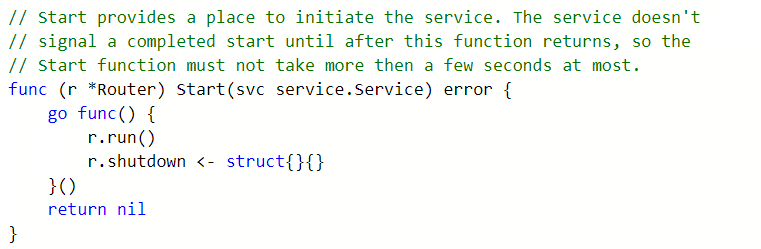 // Start provides a place to initiate the service. The service doesn't
// signal a completed start until after this function returns, so the
// Start function must not take more then a few seconds at most.
func (r *Router) Start(svc service.Service) error {
    go func() {
        r.run()
        r.shutdown <- struct{}{}
    }()
    return nil
}